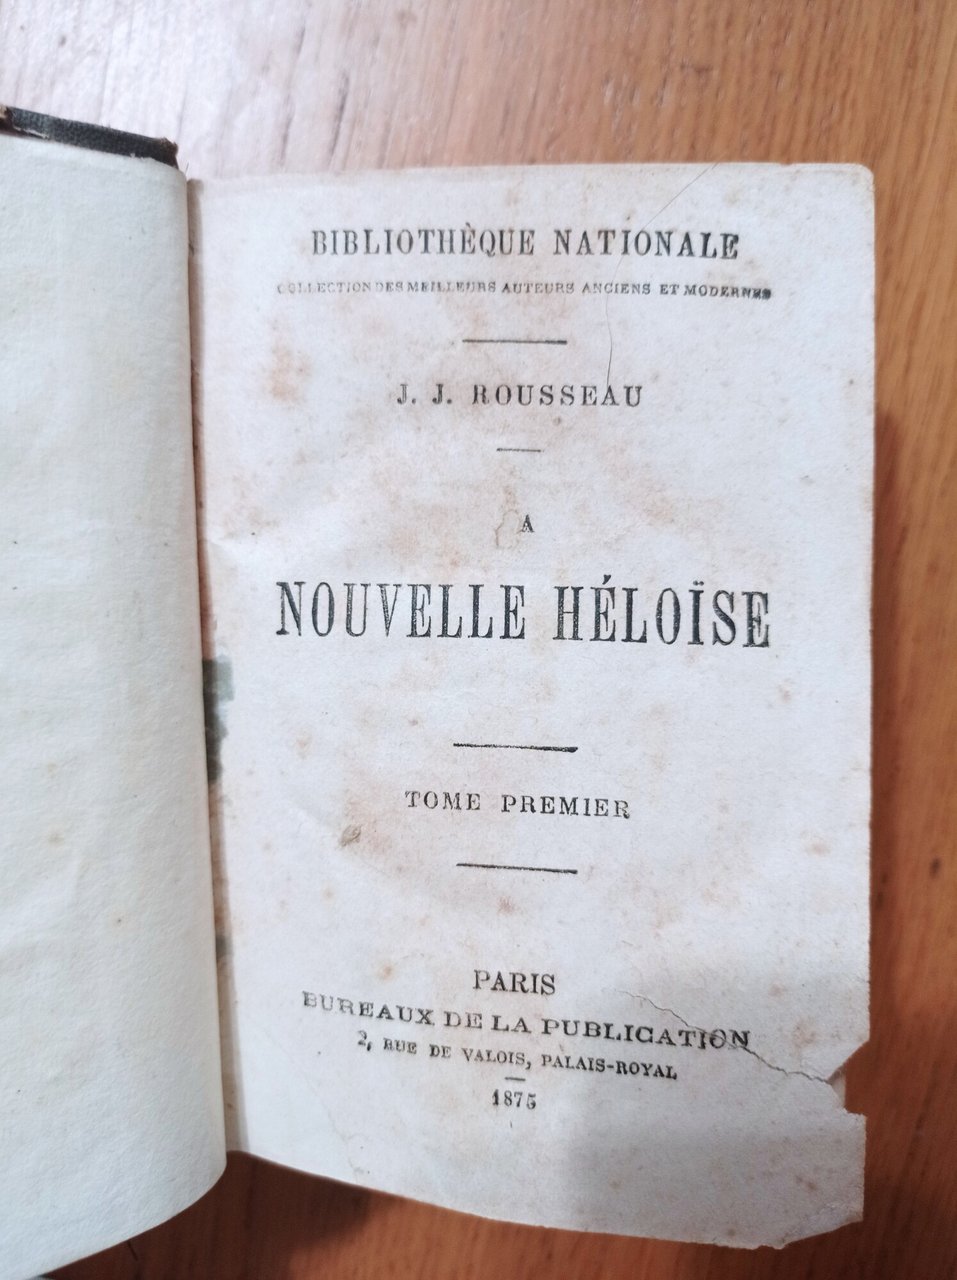 BIBLIOTHÈQUE NATIONALE
COLLECTION DES MEILLEURS AUTEURS ANCIENS ET MODERNES
J. J. ROUSSEAU
A
NOUVELLE HÉLOÏSE
TOME PREMIER
PARIS
BUREAUX DE LA PUBLICATION
2, RUE DE VALOIS, PALAIS-ROYAL
1875